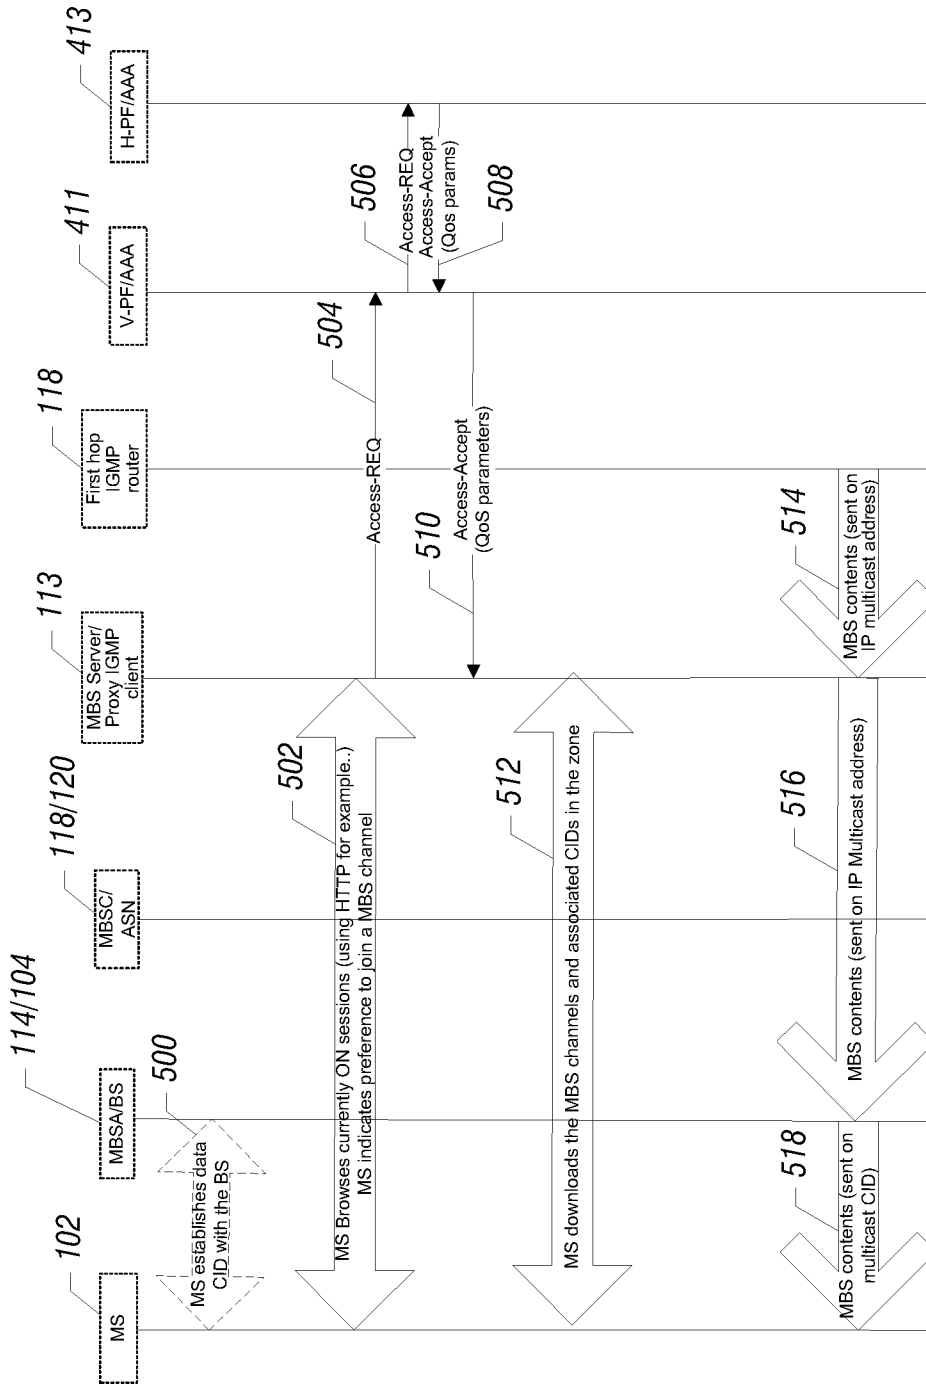 102
MS
114/104
MBSA/BS
118/120
MBSC/
ASN
113
MBS Server/
Proxy IGMP
client
118
First hop
IGMP
router
411
V-PF/AAA
413
H-PF/AAA
500
MS establishes data
CID with the BS
502
MS Browses currently ON sessions (using HTTP for example..)
MS indicates preference to join a MBS channel
504
Access-REQ
506
Access-REQ
Access-Accept
(Qos params)
508
510
Access-Accept
(QoS parameters)
512
MS downloads the MBS channels and associated CIDs in the zone
514
MBS contents (sent on
IP multicast address)
516
MBS contents (sent on IP Multicast address)
518
MBS contents (sent on
multicast CID)